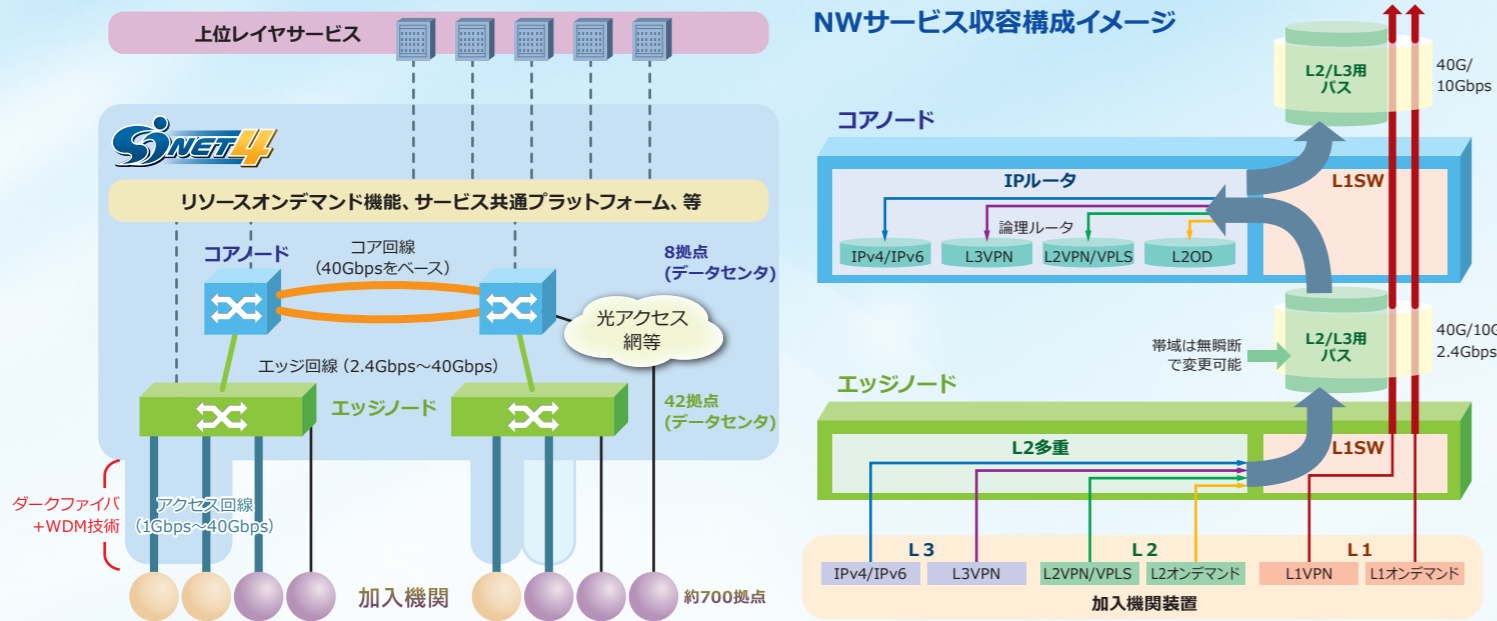 上位レイヤサービス
SINET4
リソースオンデマンド機能、サービス共通プラットフォーム、等
コアノード
コア回線
(40Gbpsをベース)
8拠点
(データセンタ)
光アクセス
網等
エッジ回線 (2.4Gbps～40Gbps)
エッジノード
42拠点
(データセンタ)
ダークファイバ
+WDM技術
アクセス回線
(1Gbps～40Gbps)
加入機関
約700拠点
NWサービス収容構成イメージ
L2/L3用
パス
40G/
10Gbps
コアノード
IPルータ
L1SW
論理ルータ
IPv4/IPv6
L3VPN
L2VPN/VPLS
L2OD
帯域は無瞬断
で変更可能
L2/L3用
パス
40G/10G
2.4Gbps
エッジノード
L2多重
L1SW
L3
L2
L1
IPv4/IPv6
L3VPN
L2VPN/VPLS
L2オンデマンド
L1VPN
L1オンデマンド
加入機関装置